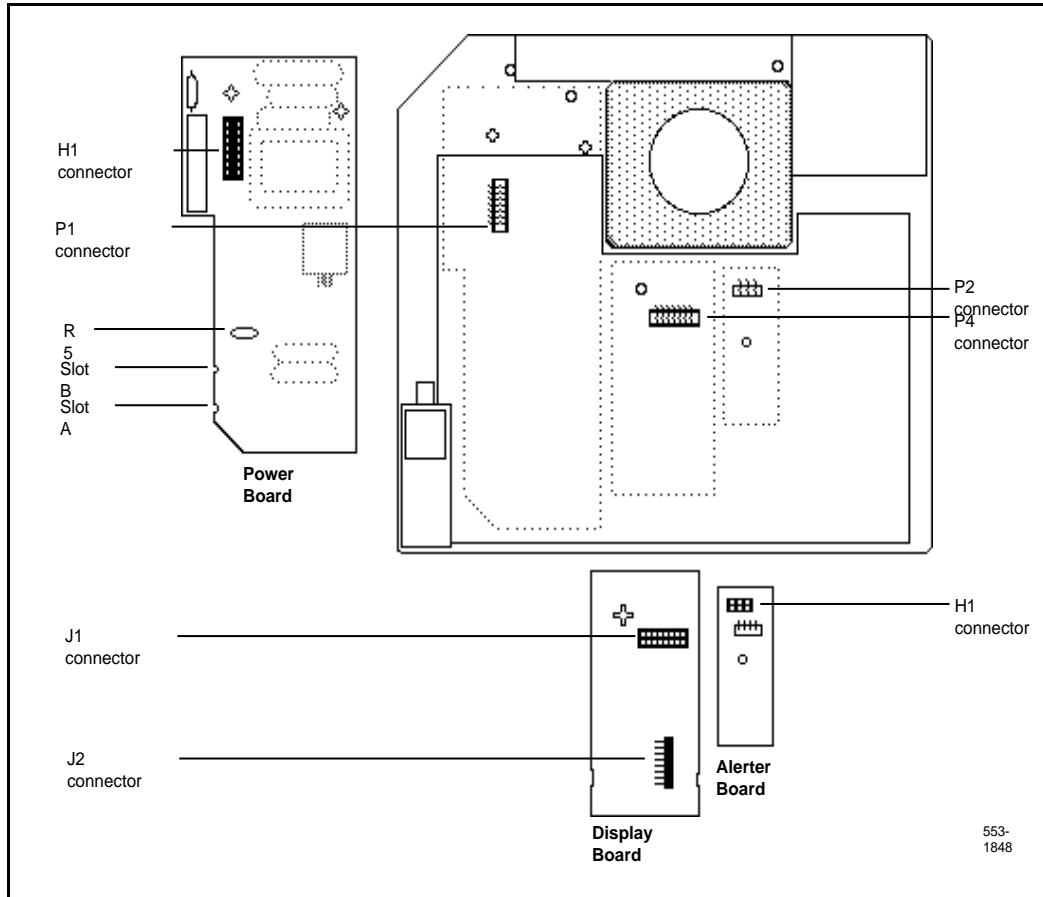 H1
connector
P1
connector
R
5
Slot
B
Slot
A
Power
Board
P2
connector
P4
connector
J1
connector
J2
connector
H1
connector
Alerter
Board
Display
Board
553-
1848